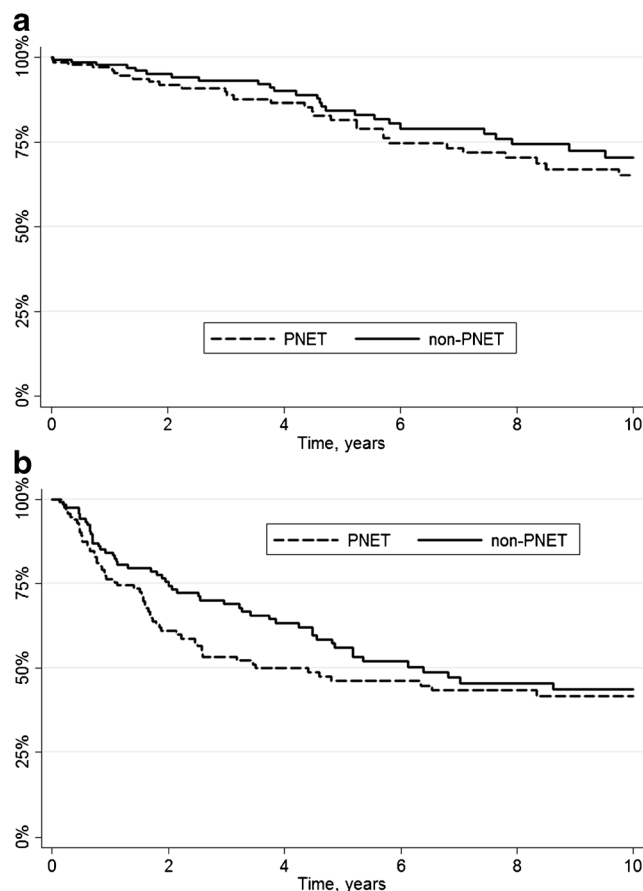 a
100%
75%
50%
25%
0%
PNET non-PNET
0 2 4 6 8 10
Time, years
b
100%
75%
50%
25%
0%
PNET non-PNET
0 2 4 6 8 10
Time, years